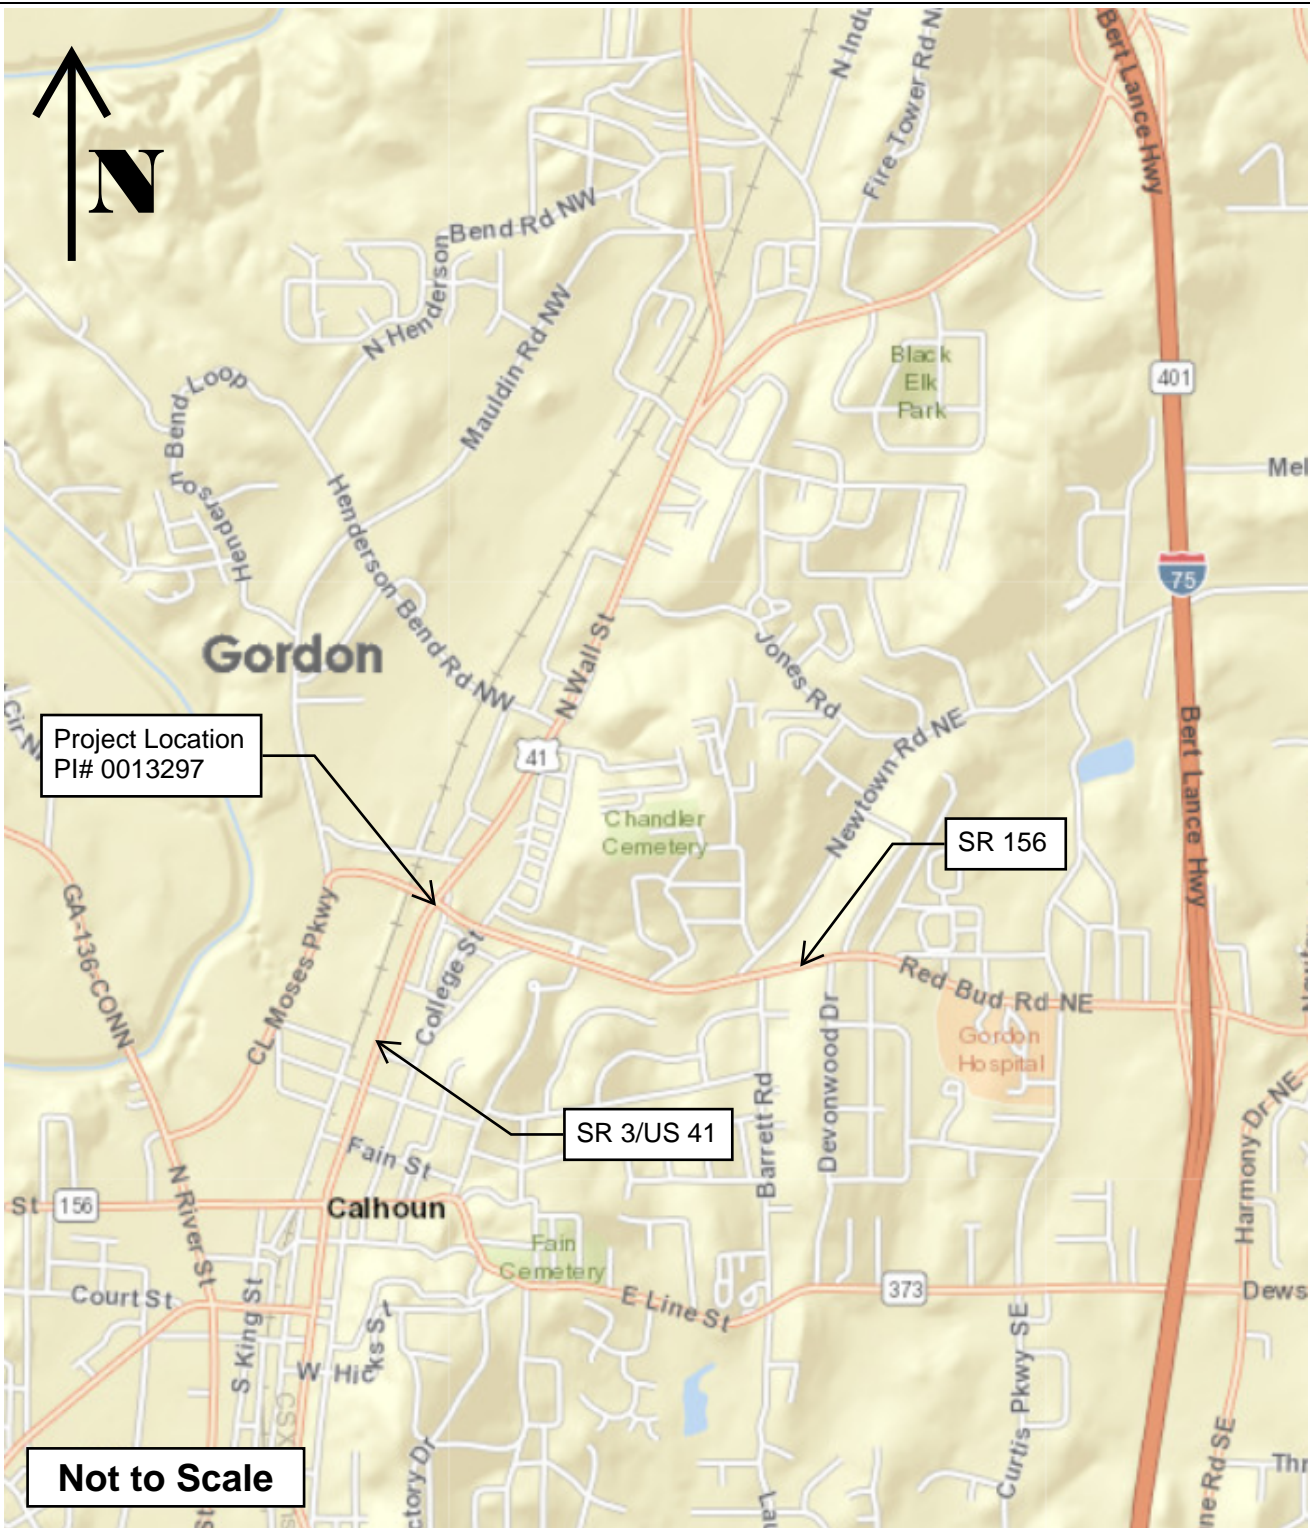 N
Bert Lance Hwy
Fire Tower Rd
N Henderson Bend Rd NW
Mauldin Rd NW
Black
Elk
Park
401
Henderson Bend Loop
Henderson Bend Rd NW
75
Gordon
N Wall St
Jones Rd
Newtown Rd NE
Project Location
PI# 0013297
41
Bert Lance Hwy
Chandler
Cemetery
SR 156
GA-136-CONN
CL Moses Pkwy
College St
Red Bud Rd NE
Gordon
Hospital
SR 3/US 41
Barrett Rd
Devonwood Dr
Harmony Dr NE
Fain St
St
156
Calhoun
N River St
Fain
Cemetery
Court St
E Line St
373
S King St
W Hicks St
Curtis Pkwy SE
CSX
Not to Scale